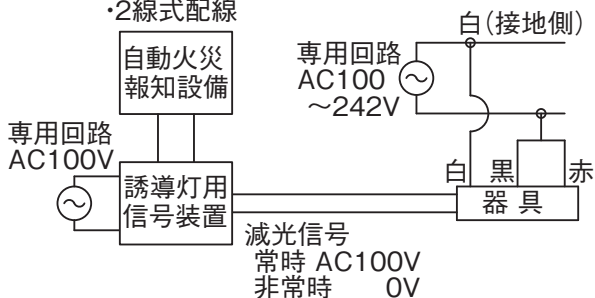 ・2線式配線
自動火災
報知設備
専用回路
AC100V
誘導灯用
信号装置
減光信号
常時 AC100V
非常時 0V
白(接地側)
専用回路
AC100
～242V
白 黒 赤
器具